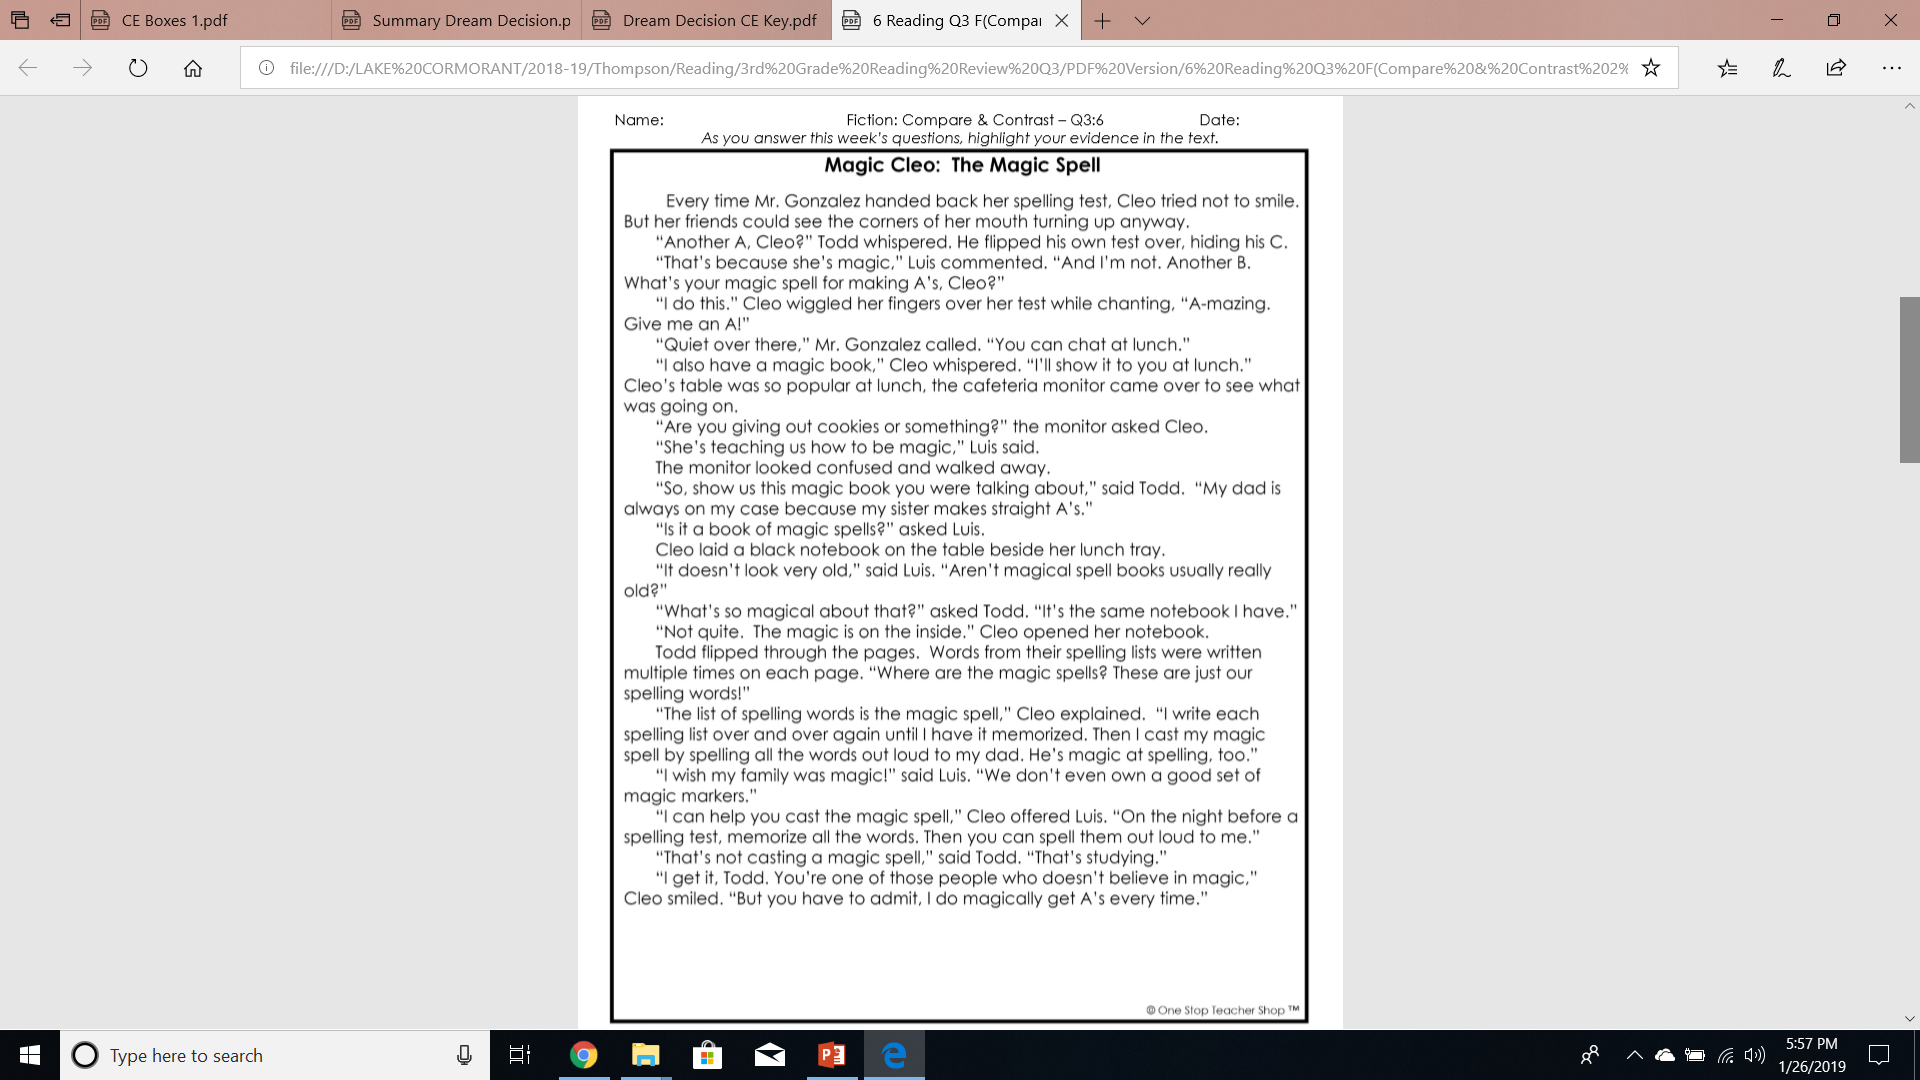 CE Boxes 1.pdf
Summary Dream Decision.p
Dream Decision CE Key.pdf
6 Reading Q3 F(Compar
file:///D:/LAKE%20CORMORANT/2018-19/Thompson/Reading/3rd%20Grade%20Reading%20Review%20Q3/PDF%20Version/6%20Reading%20Q3%20F(Compare%20&%20Contrast%202%
Name: Fiction: Compare & Contrast – Q3:6 Date:
As you answer this week's questions, highlight your evidence in the text.
Magic Cleo:  The Magic Spell
Every time Mr. Gonzalez handed back her spelling test, Cleo tried not to smile.
But her friends could see the corners of her mouth turning up anyway.
“Another A, Cleo?” Todd whispered. He flipped his own test over, hiding his C.
“That’s because she’s magic,” Luis commented. “And I’m not. Another B.
What’s your magic spell for making A’s, Cleo?”
“I do this.” Cleo wiggled her fingers over her test while chanting, “A-mazing.
Give me an A!”
“Quiet over there,” Mr. Gonzalez called. “You can chat at lunch.”
“I also have a magic book,” Cleo whispered. “I’ll show it to you at lunch.”
Cleo’s table was so popular at lunch, the cafeteria monitor came over to see what
was going on.
“Are you giving out cookies or something?” the monitor asked Cleo.
“She’s teaching us how to be magic,” Luis said.
The monitor looked confused and walked away.
“So, show us this magic book you were talking about,” said Todd.  “My dad is
always on my case because my sister makes straight A’s.”
“Is it a book of magic spells?” asked Luis.
Cleo laid a black notebook on the table beside her lunch tray.
“It doesn’t look very old,” said Luis. “Aren’t magical spell books usually really
old?”
“What’s so magical about that?” asked Todd. “It’s the same notebook I have.”
“Not quite.  The magic is on the inside.” Cleo opened her notebook.
Todd flipped through the pages.  Words from their spelling lists were written
multiple times on each page. “Where are the magic spells? These are just our
spelling words!”
“The list of spelling words is the magic spell,” Cleo explained.  “I write each
spelling list over and over again until I have it memorized. Then I cast my magic
spell by spelling all the words out loud to my dad. He’s magic at spelling, too.”
“I wish my family was magic!” said Luis. “We don’t even own a good set of
magic markers.”
“I can help you cast the magic spell,” Cleo offered Luis. “On the night before a
spelling test, memorize all the words. Then you can spell them out loud to me.”
“That’s not casting a magic spell,” said Todd. “That’s studying.”
“I get it, Todd. You’re one of those people who doesn’t believe in magic,”
Cleo smiled. “But you have to admit, I do magically get A’s every time.”
© One Stop Teacher Shop ™
Type here to search
5:57 PM
1/26/2019